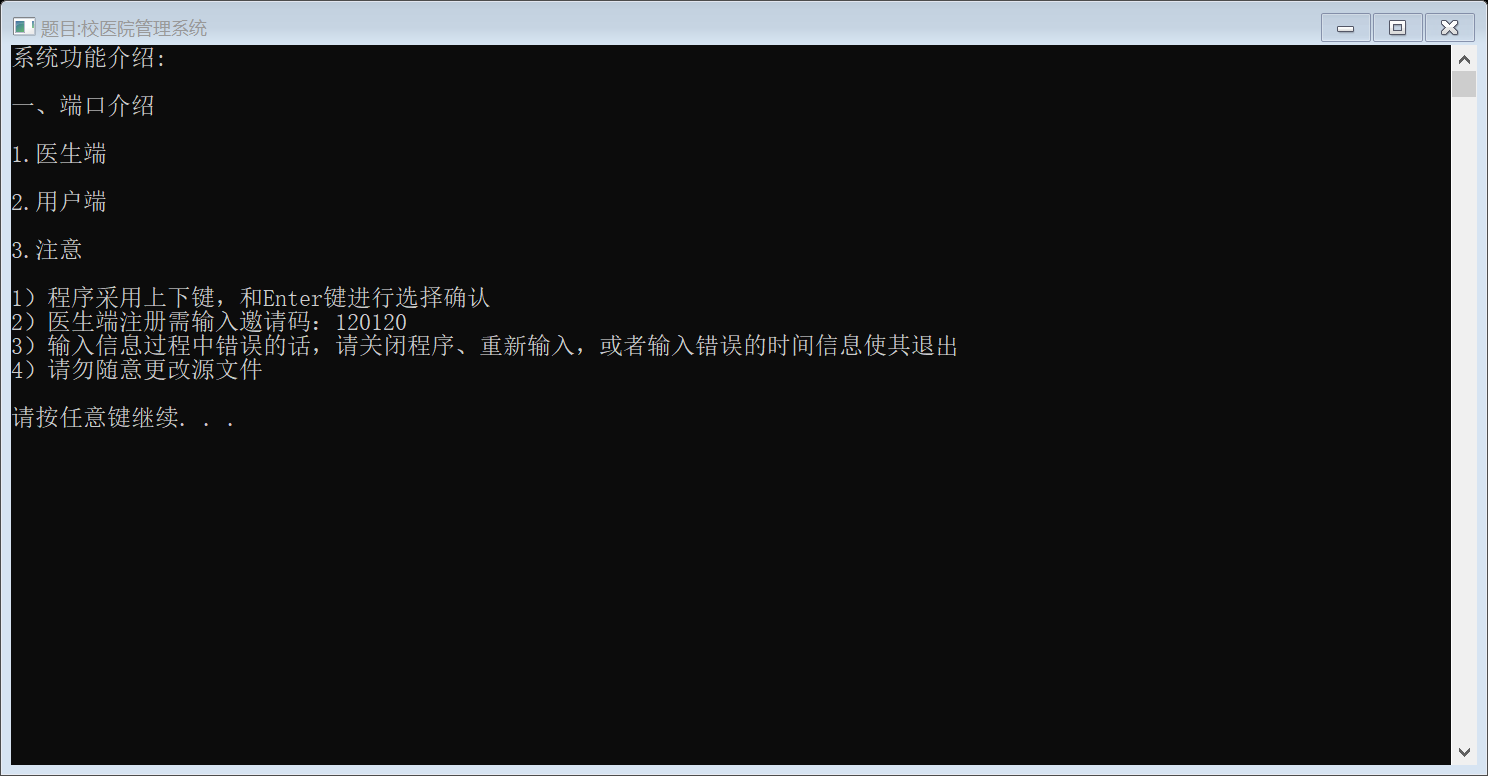 题目:校医院管理系统
系统功能介绍:
一、端口介绍
1.医生端
2.用户端
3.注意
1）程序采用上下键，和Enter键进行选择确认
2）医生端注册需输入邀请码：120120
3）输入信息过程中错误的话，请关闭程序、重新输入，或者输入错误的时间信息使其退出
4）请勿随意更改源文件
请按任意键继续. . .